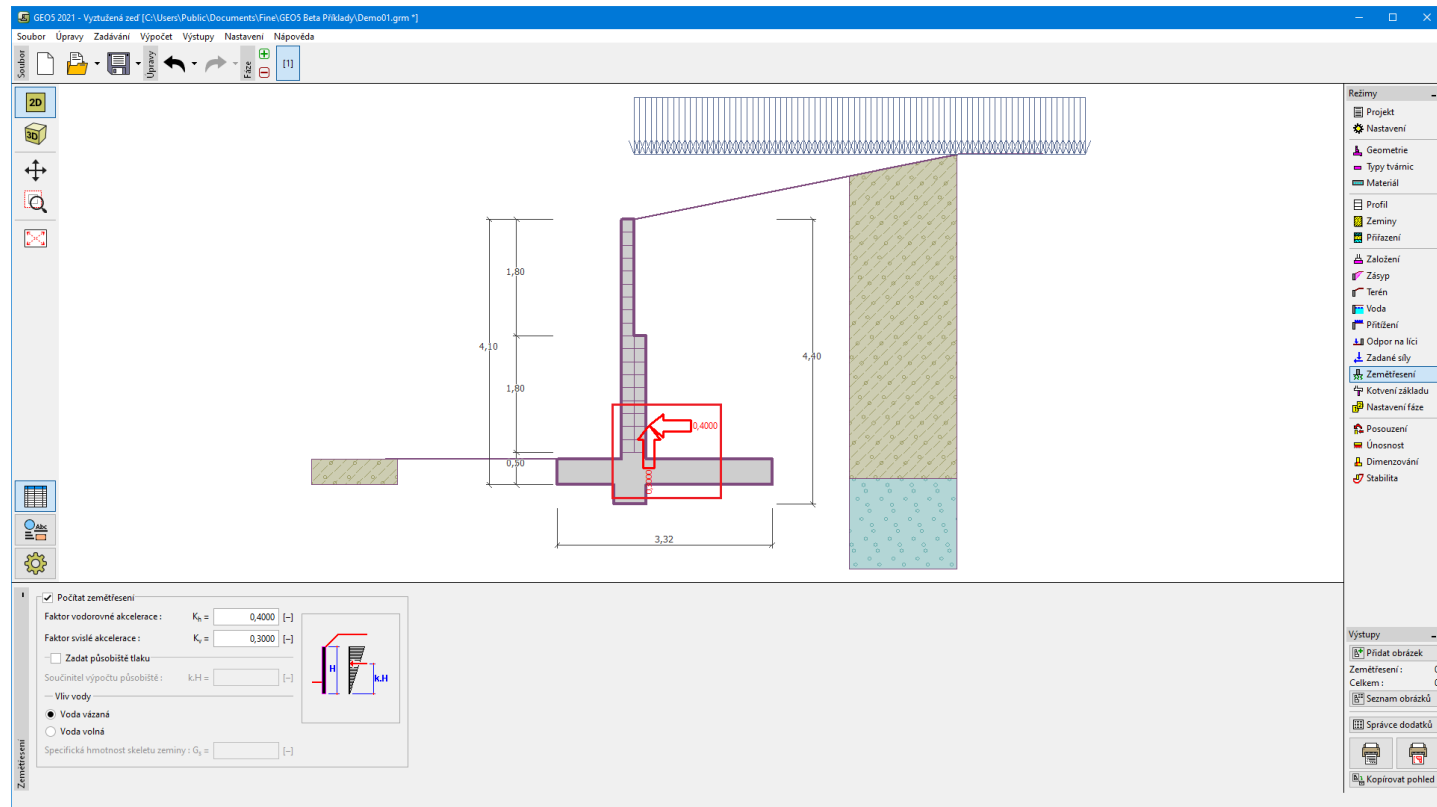 GEO5 2021 - Vyztužená zeď [C:\Users\Public\Documents\Fine\GEO5 Beta Příklady\Demo01.grm *]
Soubor Úpravy Zadávání Výpočet Výstupy Nastavení Nápověda
Soubor
Úpravy
Fáze
[1]
2D
3D
Abc
1,80
4,10
1,80
0,50
4,40
0,4000
0,3000
3,32
Režimy
Projekt
Nastavení
Geometrie
Typy tvárnic
Materiál
Profil
Zeminy
Přiřazení
Založení
Zásyp
Terén
Voda
Přitížení
Odpor na líci
Zadané síly
Zemětřesení
Kotvení základu
Nastavení fáze
Posouzení
Únosnost
Dimenzování
Stabilita
Zemětřesení
Počítat zemětřesení
Faktor vodorovné akcelerace : Kh = 0,4000 [–]
Faktor svislé akcelerace : Kv = 0,3000 [–]
Zadat působiště tlaku
Součinitel výpočtu působiště : k.H = [–]
Vliv vody
Voda vázaná
Voda volná
Specifická hmotnost skeletu zeminy : Gs = [–]
H
k.H
Výstupy
Přidat obrázek
Zemětřesení : 0
Celkem : 0
Seznam obrázků
Správce dodatků
Kopírovat pohled